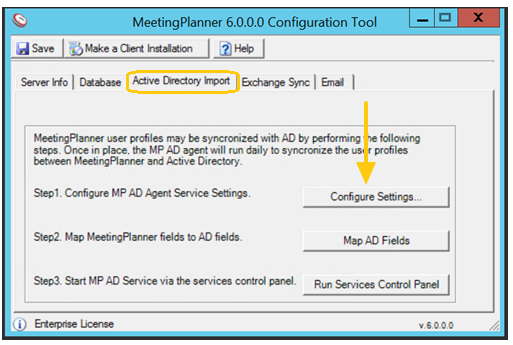 MeetingPlanner 6.0.0.0 Configuration Tool
Save Make a Client Installation Help
Server Info Database Active Directory Import Exchange Sync Email
MeetingPlanner user profiles may be syncronized with AD by performing the following
steps. Once in place, the MP AD agent will run daily to syncronize the user profiles
between MeetingPlanner and Active Directory.
Step1. Configure MP AD Agent Service Settings. Configure Settings...
Step2. Map MeetingPlanner fields to AD fields. Map AD Fields
Step3. Start MP AD Service via the services control panel. Run Services Control Panel
Enterprise License v.6.0.0.0